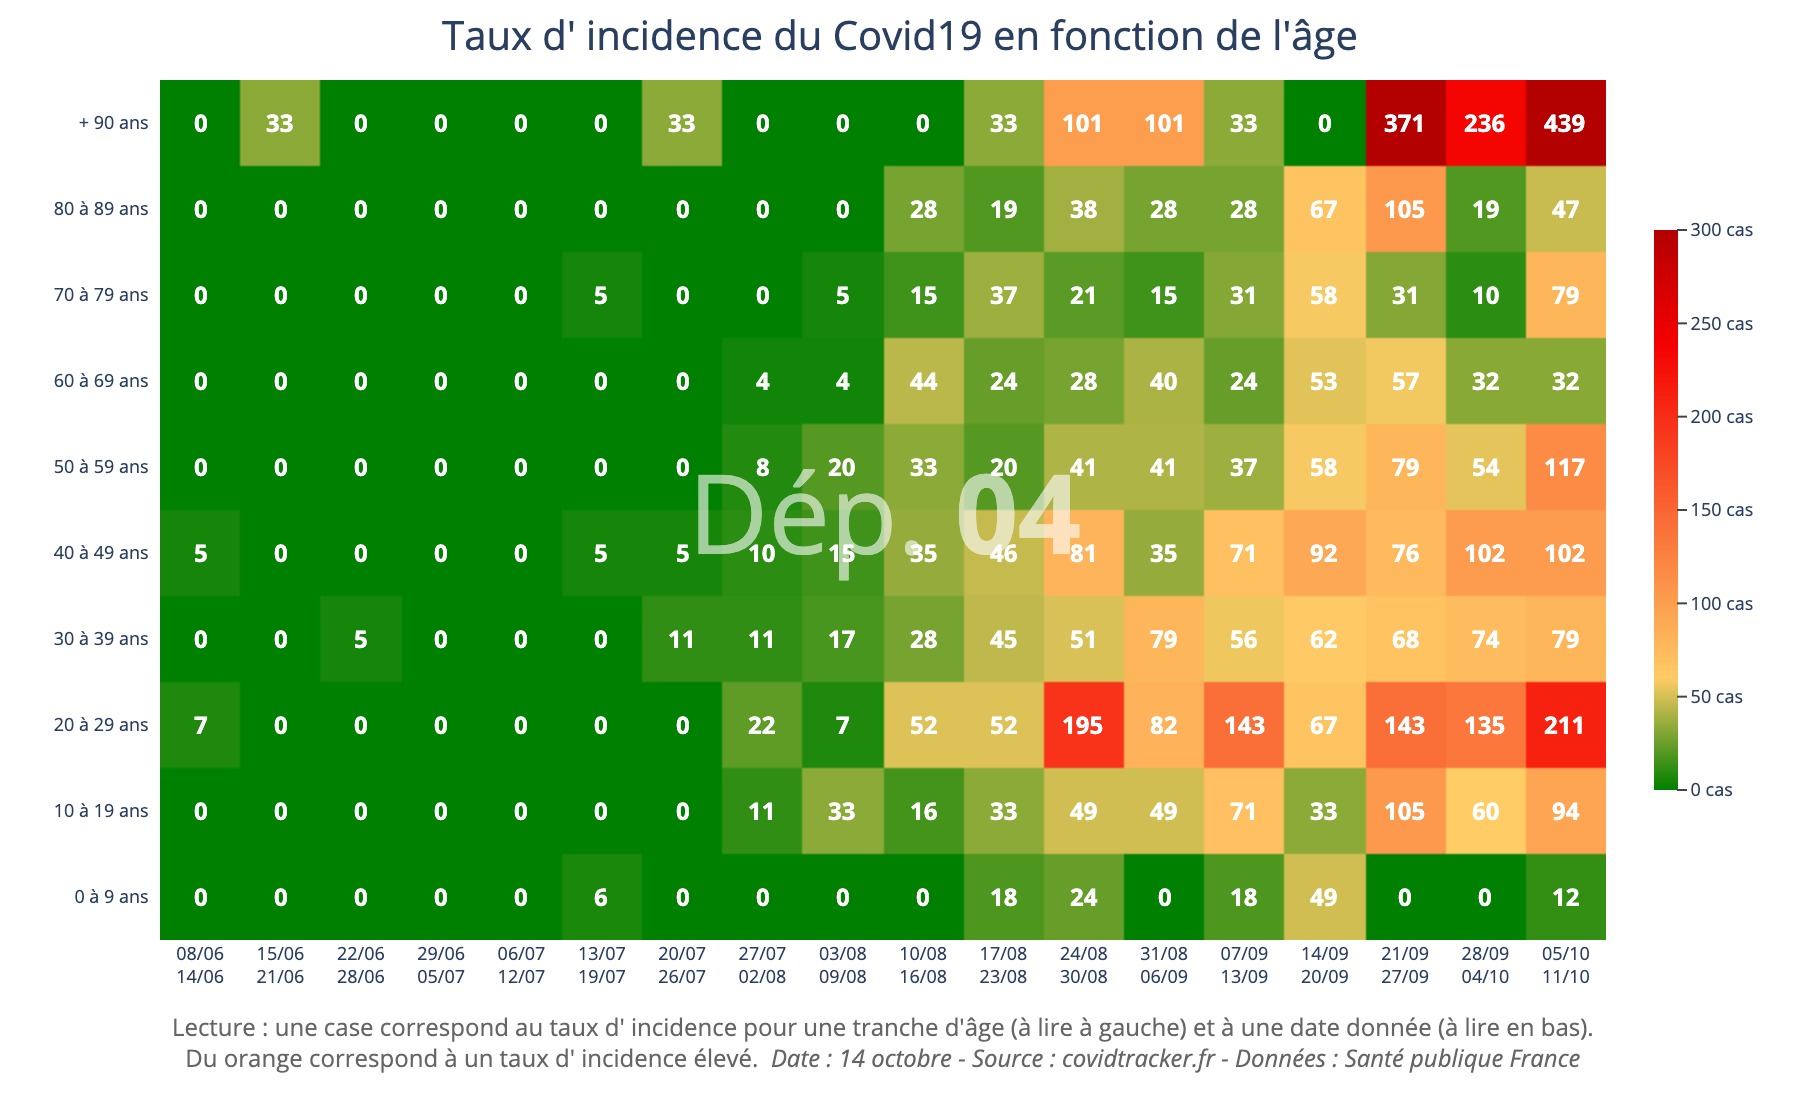 Taux d' incidence du Covid19 en fonction de l'âge
+ 90 ans 0 33 0 0 0 0 33 0 0 0 33 101 101 33 0 371 236 439
80 à 89 ans 0 0 0 0 0 0 0 0 0 28 19 38 28 28 67 105 19 47
300 cas
70 à 79 ans 0 0 0 0 0 5 0 0 5 15 37 21 15 31 58 31 10 79
250 cas
60 à 69 ans 0 0 0 0 0 0 0 4 4 44 24 28 40 24 53 57 32 32
200 cas
50 à 59 ans 0 0 0 0 0 0 0 8 20 33 20 41 41 37 58 79 54 117
Dép. 04
150 cas
40 à 49 ans 5 0 0 0 0 5 5 10 15 35 46 81 35 71 92 76 102 102
100 cas
30 à 39 ans 0 0 5 0 0 0 11 11 17 28 45 51 79 56 62 68 74 79
50 cas
20 à 29 ans 7 0 0 0 0 0 0 22 7 52 52 195 82 143 67 143 135 211
0 cas
10 à 19 ans 0 0 0 0 0 0 0 11 33 16 33 49 49 71 33 105 60 94
0 à 9 ans 0 0 0 0 0 6 0 0 0 0 18 24 0 18 49 0 0 12
08/06 15/06 22/06 29/06 06/07 13/07 20/07 27/07 03/08 10/08 17/08 24/08 31/08 07/09 14/09 21/09 28/09 05/10
14/06 21/06 28/06 05/07 12/07 19/07 26/07 02/08 09/08 16/08 23/08 30/08 06/09 13/09 20/09 27/09 04/10 11/10
Lecture : une case correspond au taux d' incidence pour une tranche d'âge (à lire à gauche) et à une date donnée (à lire en bas).
Du orange correspond à un taux d' incidence élevé. Date : 14 octobre - Source : covidtracker.fr - Données : Santé publique France